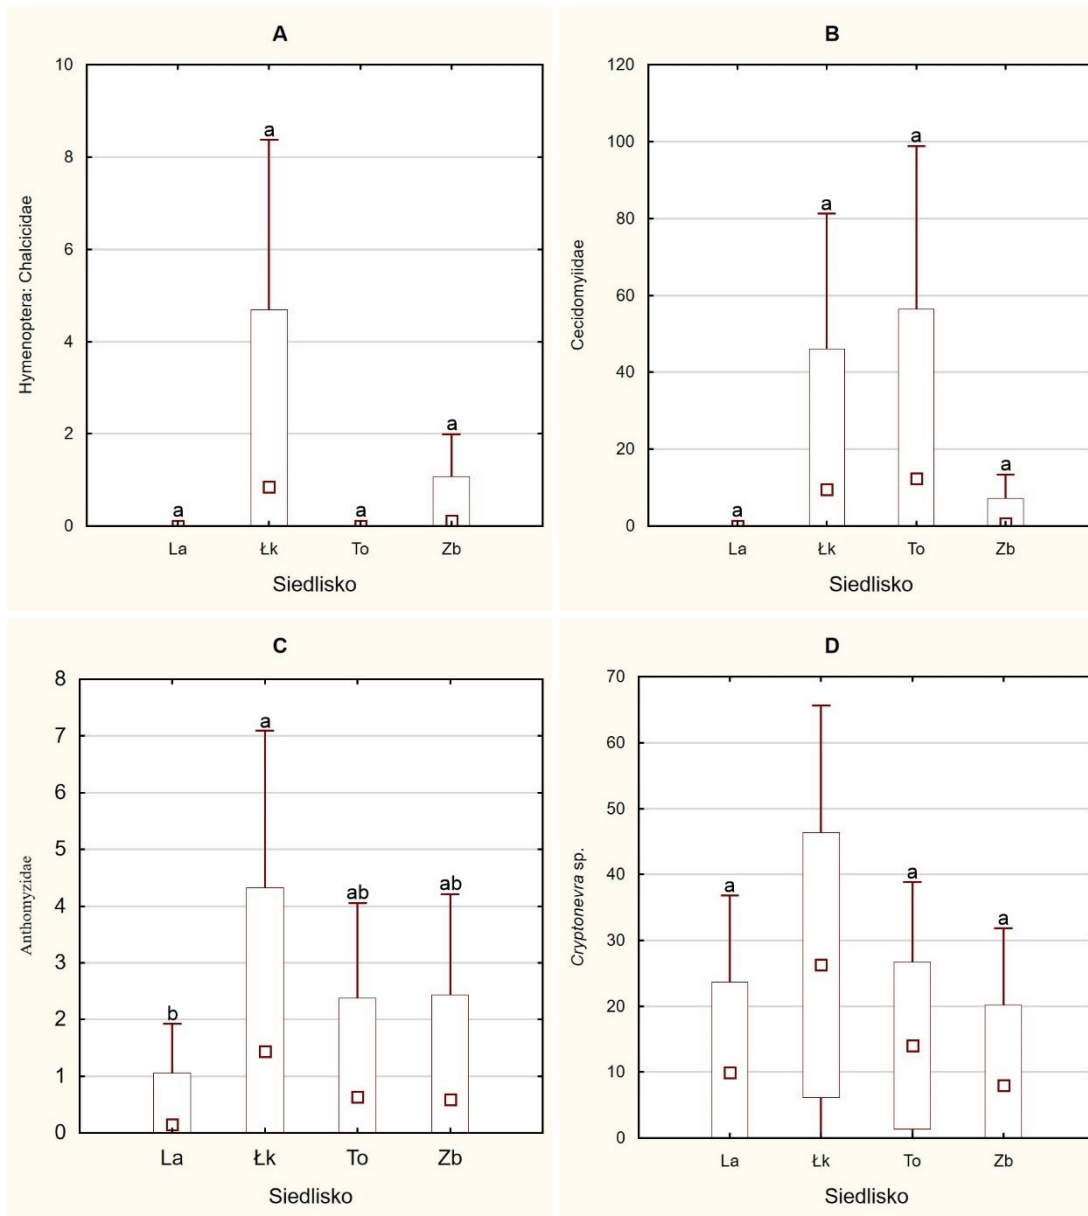 A
10
8
6
4
2
0
Hymenoptera: Chalcicidae
a
a
a
a
La Łk To Zb
Siedlisko
B
120
100
80
60
40
20
0
Cecidomyiidae
a
a
a
a
La Łk To Zb
Siedlisko
C
8
7
6
5
4
3
2
1
0
Anthomyzidae
b
a
ab
ab
La Łk To Zb
Siedlisko
D
70
60
50
40
30
20
10
0
Cryptonevra sp.
a
a
a
La Łk To Zb
Siedlisko